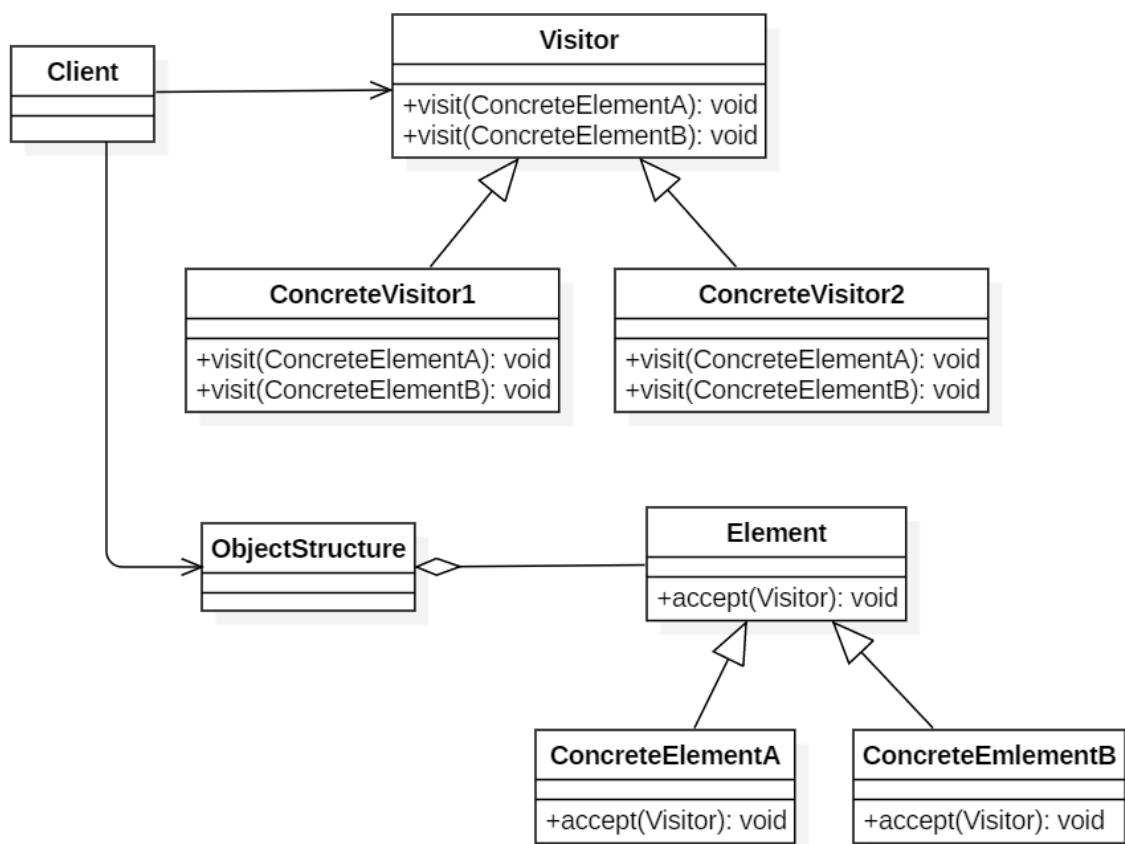 Client
Visitor
+visit(ConcreteElementA): void
+visit(ConcreteElementB): void
ConcreteVisitor1
+visit(ConcreteElementA): void
+visit(ConcreteElementB): void
ConcreteVisitor2
+visit(ConcreteElementA): void
+visit(ConcreteElementB): void
ObjectStructure
Element
+accept(Visitor): void
ConcreteElementA
+accept(Visitor): void
ConcreteEmlementB
+accept(Visitor): void